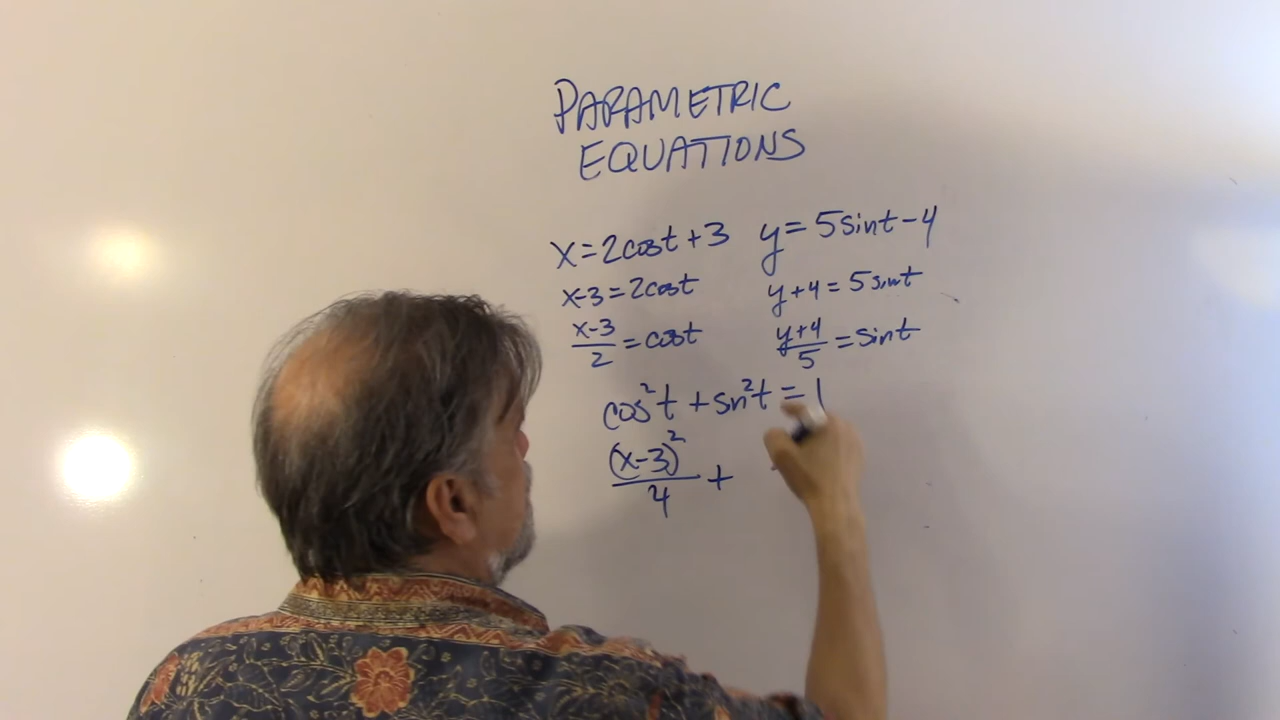 PARAMETRIC
EQUATIONS
x=2cost+3 y=5sint-4
x-3=2cost y+4=5sint
(x-3)/2=cost (y+4)/5=sint
cos²t+sn²t=1
(x-3)²/4+